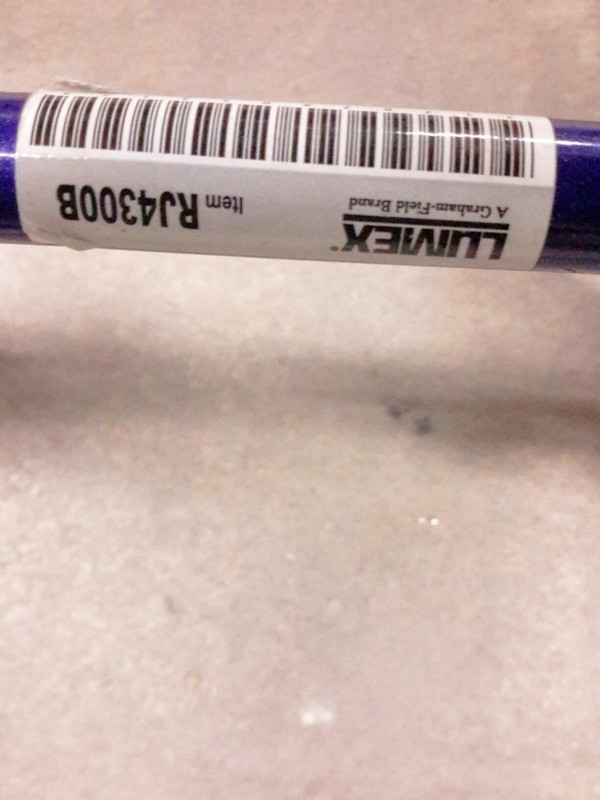 LUMEX®
A Graham-Field Brand
Item RJ4300B